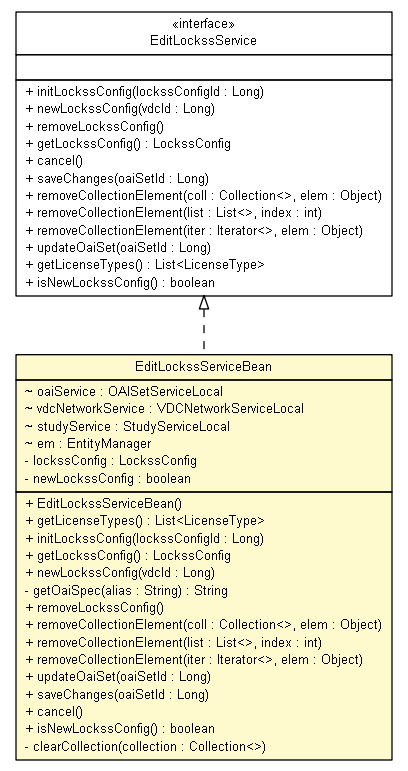 «interface»
EditLockssService
+ initLockssConfig(lockssConfigId : Long)
+ newLockssConfig(vdcId : Long)
+ removeLockssConfig()
+ getLockssConfig() : LockssConfig
+ cancel()
+ saveChanges(oaiSetId : Long)
+ removeCollectionElement(coll : Collection<>, elem : Object)
+ removeCollectionElement(list : List<>, index : int)
+ removeCollectionElement(iter : Iterator<>, elem : Object)
+ updateOaiSet(oaiSetId : Long)
+ getLicenseTypes() : List<LicenseType>
+ isNewLockssConfig() : boolean
EditLockssServiceBean
~ oaiService : OAISetServiceLocal
~ vdcNetworkService : VDCNetworkServiceLocal
~ studyService : StudyServiceLocal
~ em : EntityManager
- lockssConfig : LockssConfig
- newLockssConfig : boolean
+ EditLockssServiceBean()
+ getLicenseTypes() : List<LicenseType>
+ initLockssConfig(lockssConfigId : Long)
+ getLockssConfig() : LockssConfig
+ newLockssConfig(vdcId : Long)
- getOaiSpec(alias : String) : String
+ removeLockssConfig()
+ removeCollectionElement(coll : Collection<>, elem : Object)
+ removeCollectionElement(list : List<>, index : int)
+ removeCollectionElement(iter : Iterator<>, elem : Object)
+ updateOaiSet(oaiSetId : Long)
+ saveChanges(oaiSetId : Long)
+ cancel()
+ isNewLockssConfig() : boolean
- clearCollection(collection : Collection<>)